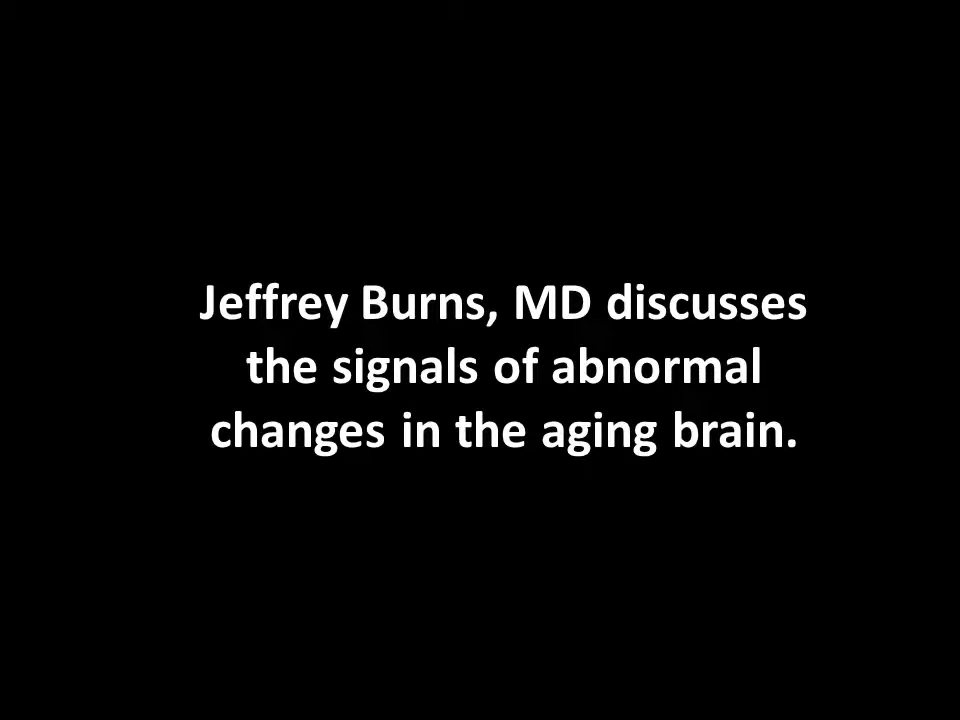 Jeffrey Burns, MD discusses
the signals of abnormal
changes in the aging brain.